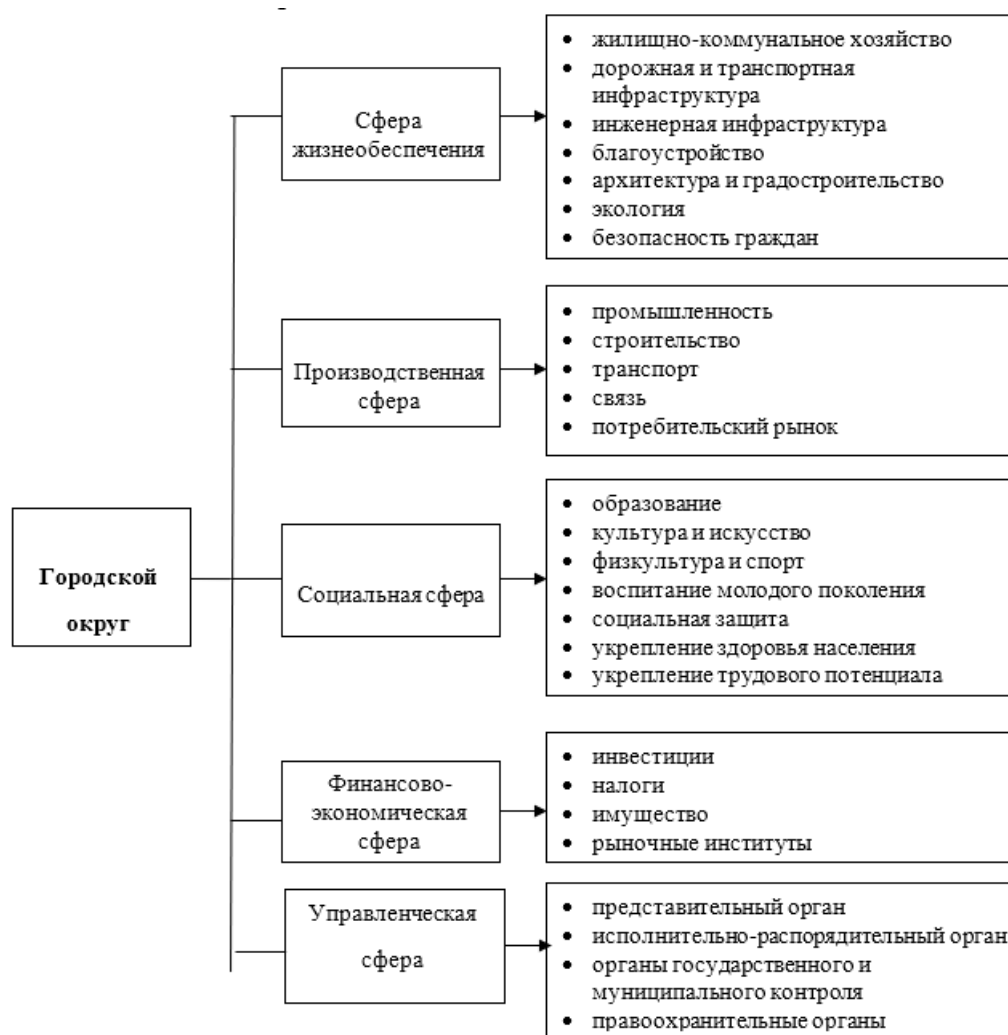 Городской
округ
Сфера
жизнеобеспечения
• жилищно-коммунальное хозяйство
• дорожная и транспортная
инфраструктура
• инженерная инфраструктура
• благоустройство
• архитектура и градостроительство
• экология
• безопасность граждан
Производственная
сфера
• промышленность
• строительство
• транспорт
• связь
• потребительский рынок
Социальная сфера
• образование
• культура и искусство
• физкультура и спорт
• воспитание молодого поколения
• социальная защита
• укрепление здоровья населения
• укрепление трудового потенциала
Финансово-
экономическая
сфера
• инвестиции
• налоги
• имущество
• рыночные институты
Управленческая
сфера
• представительный орган
• исполнительно-распорядительный орган
• органы государственного и
муниципального контроля
• правоохранительные органы